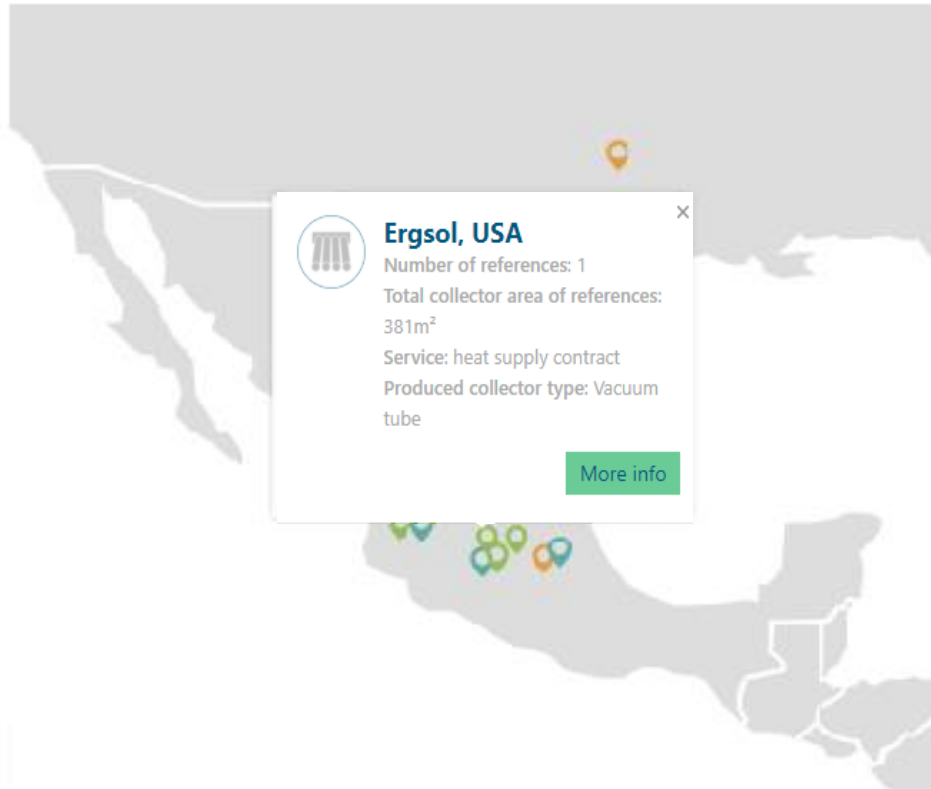 ×
Ergsol, USA
Number of references: 1
Total collector area of references:
381m²
Service: heat supply contract
Produced collector type: Vacuum
tube
More info